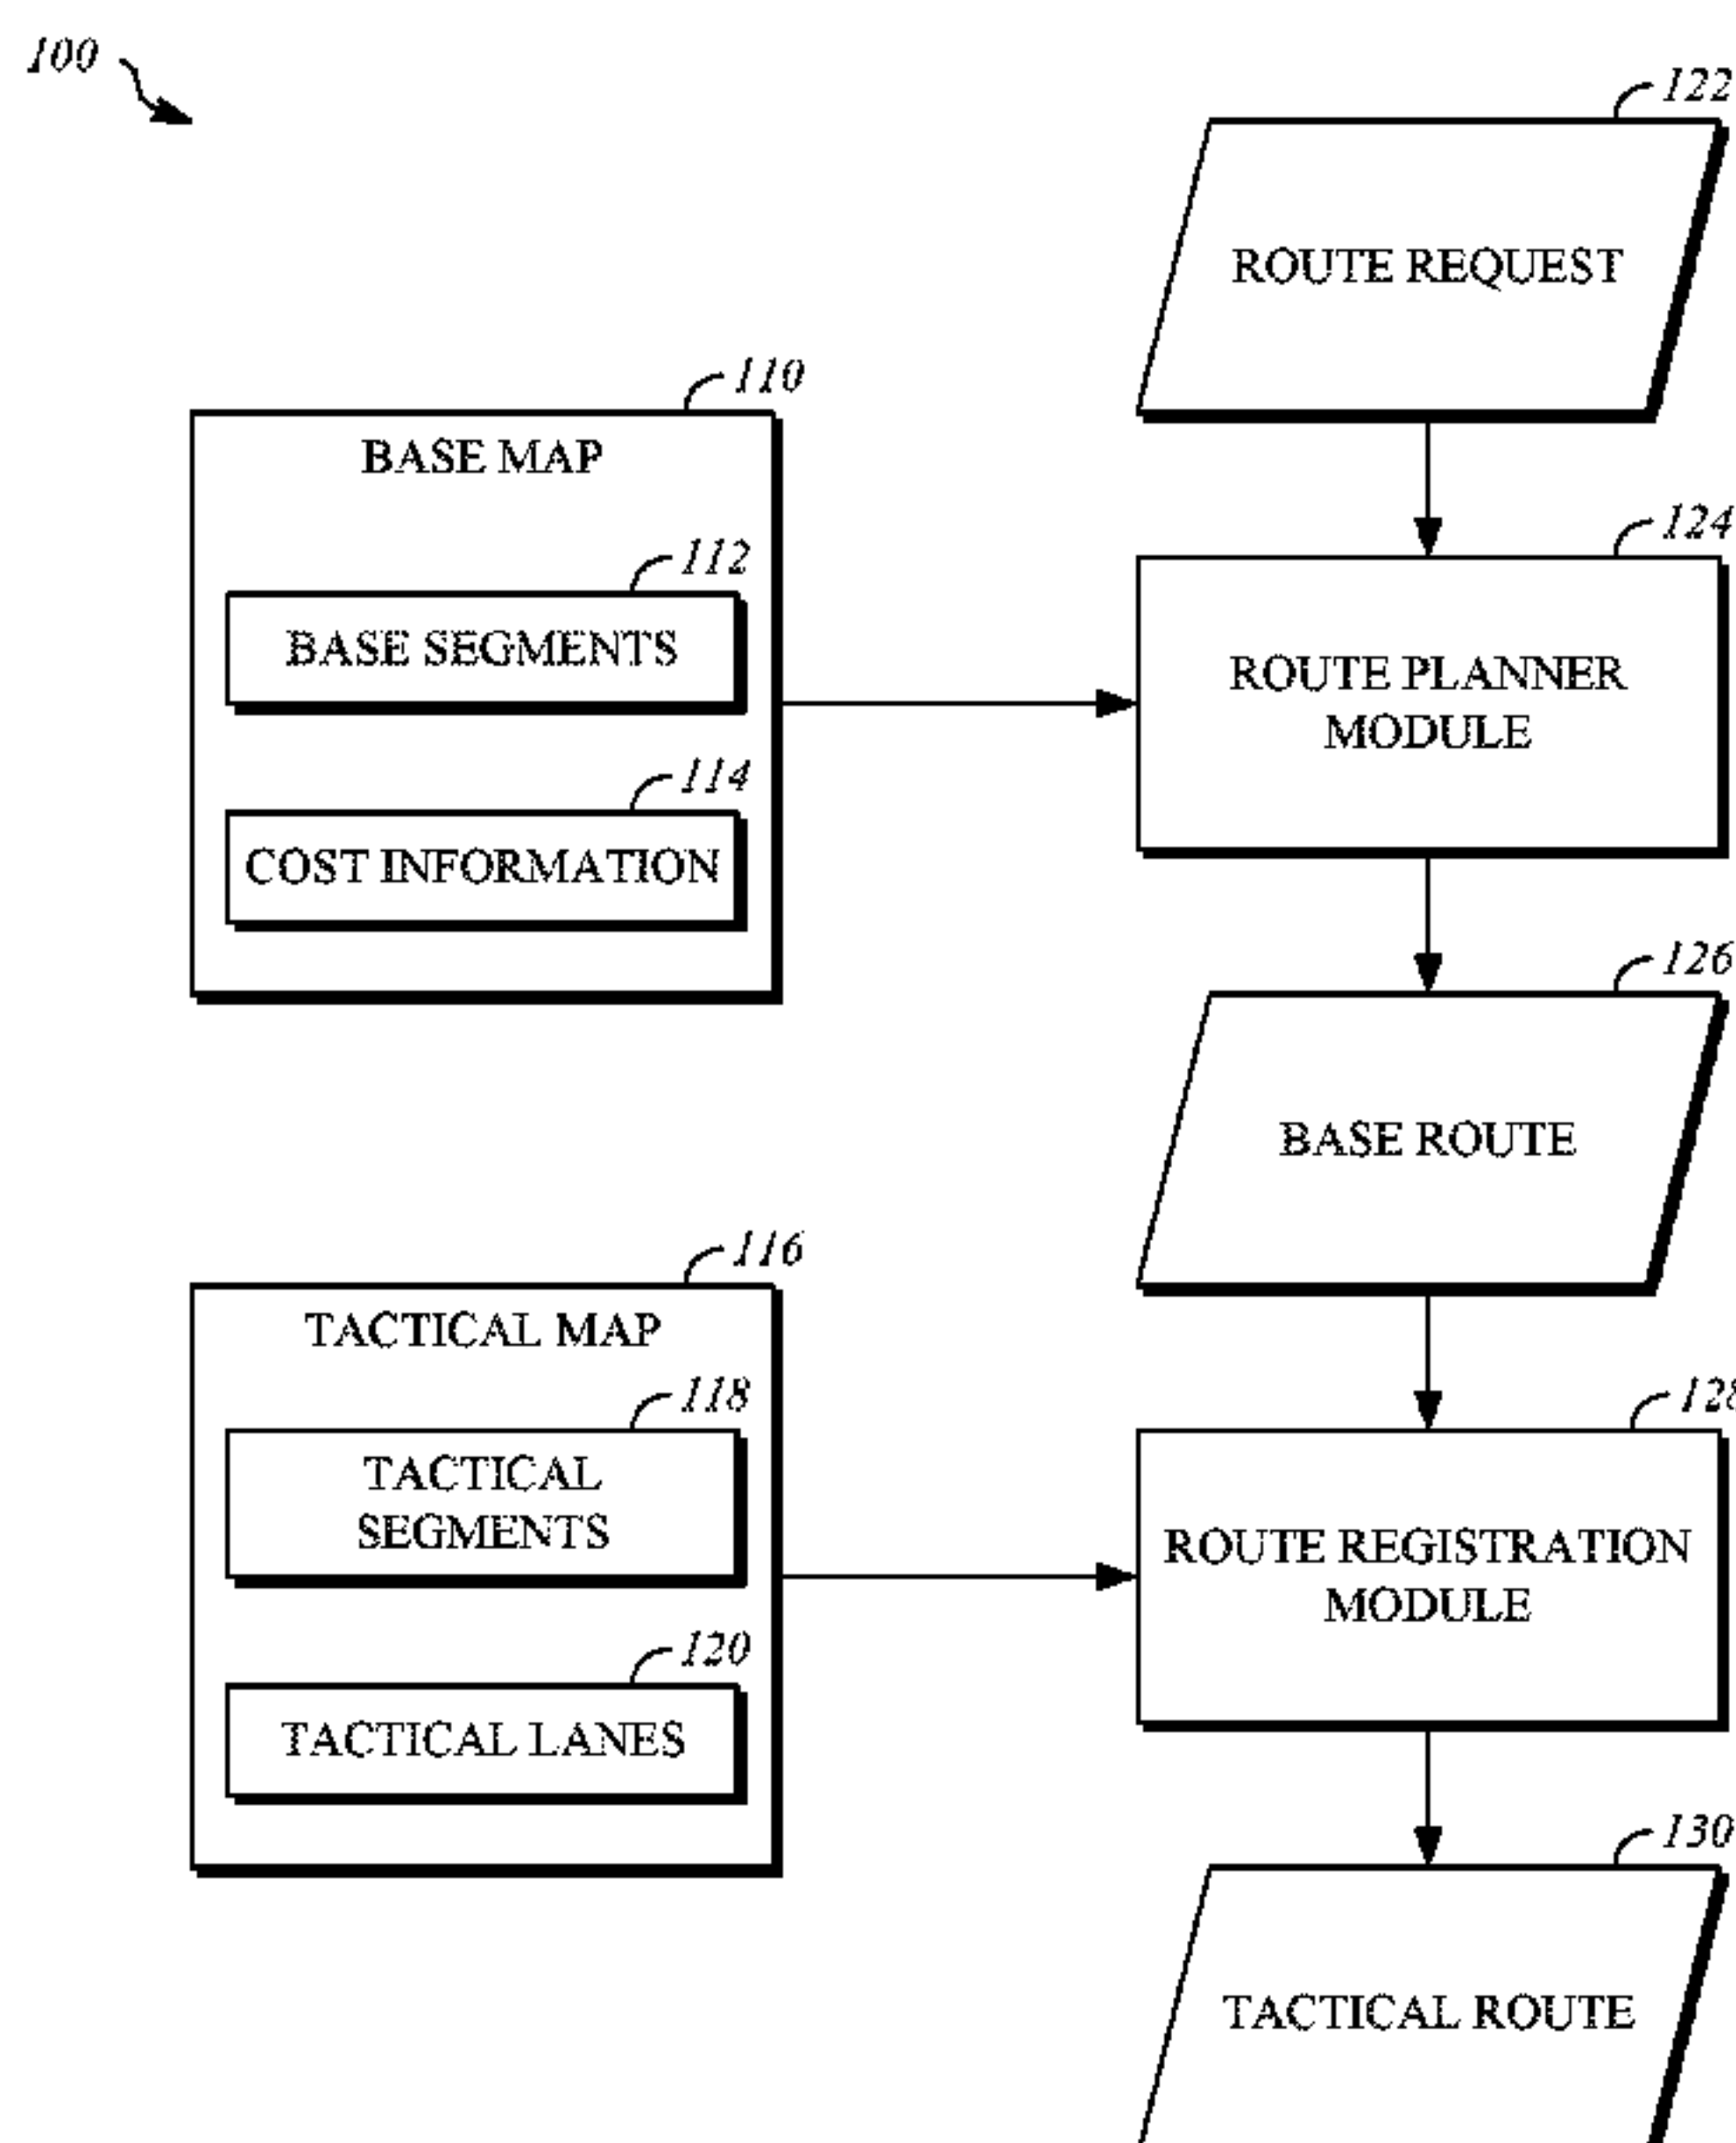 100
122
ROUTE REQUEST
110
BASE MAP
112
BASE SEGMENTS
114
COST INFORMATION
124
ROUTE PLANNER
MODULE
126
BASE ROUTE
116
TACTICAL MAP
118
TACTICAL
SEGMENTS
120
TACTICAL LANES
128
ROUTE REGISTRATION
MODULE
130
TACTICAL ROUTE